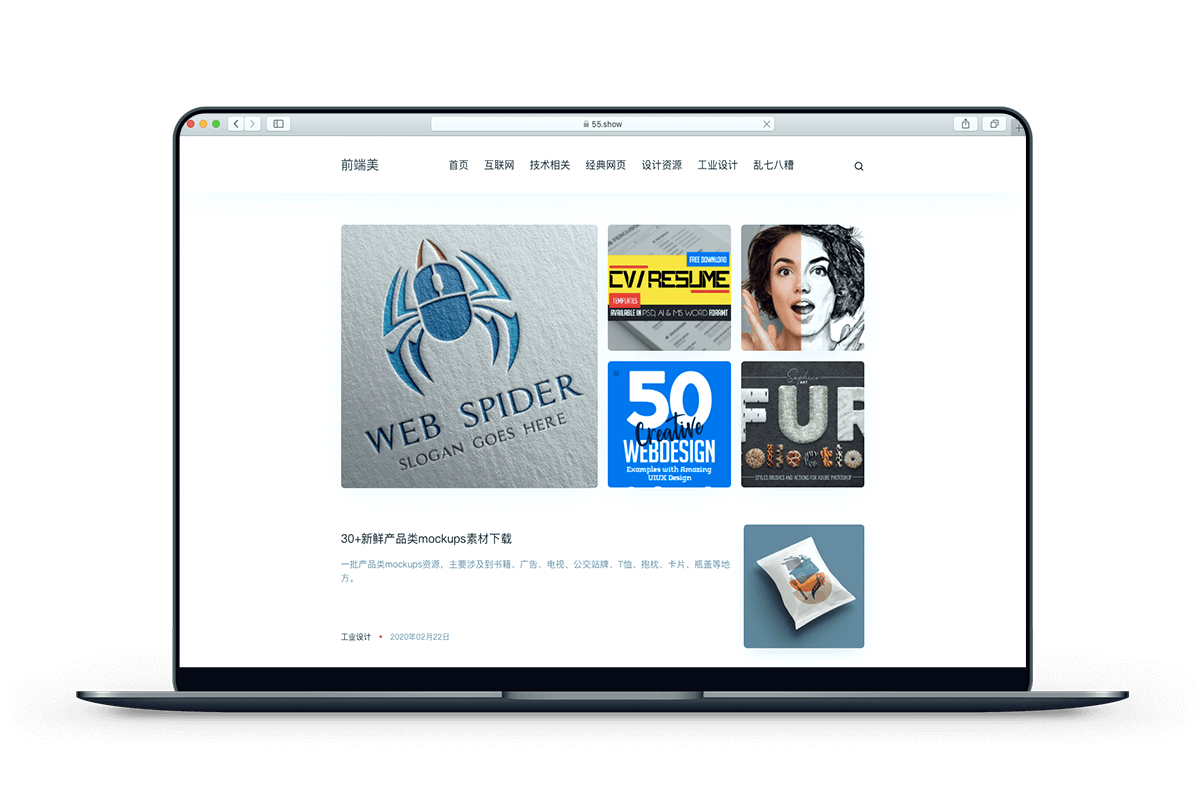 55.show
前端美
首页 互联网 技术相关 经典网页 设计资源 工业设计 乱七八糟
WEB SPIDER
SLOGAN GOES HERE
FREE DOWNLOAD
CV/RESUME
TEMPLATES
AVAILABLE IN PSD, AI & MS WORD FORAMT
50
Creative
WEBDESIGN
Examples with Amazing
UIUX Design
Sophie's
ART
FUR
STYLES BRUSHES AND ACTIONS FOR ADOBE PHOTOSHOP
30+新鲜产品类mockups素材下载
一批产品类mockups资源、主要涉及到书籍、广告、电视、公交站牌、T恤、抱枕、卡片、瓶盖等地
方。
工业设计 • 2020年02月22日